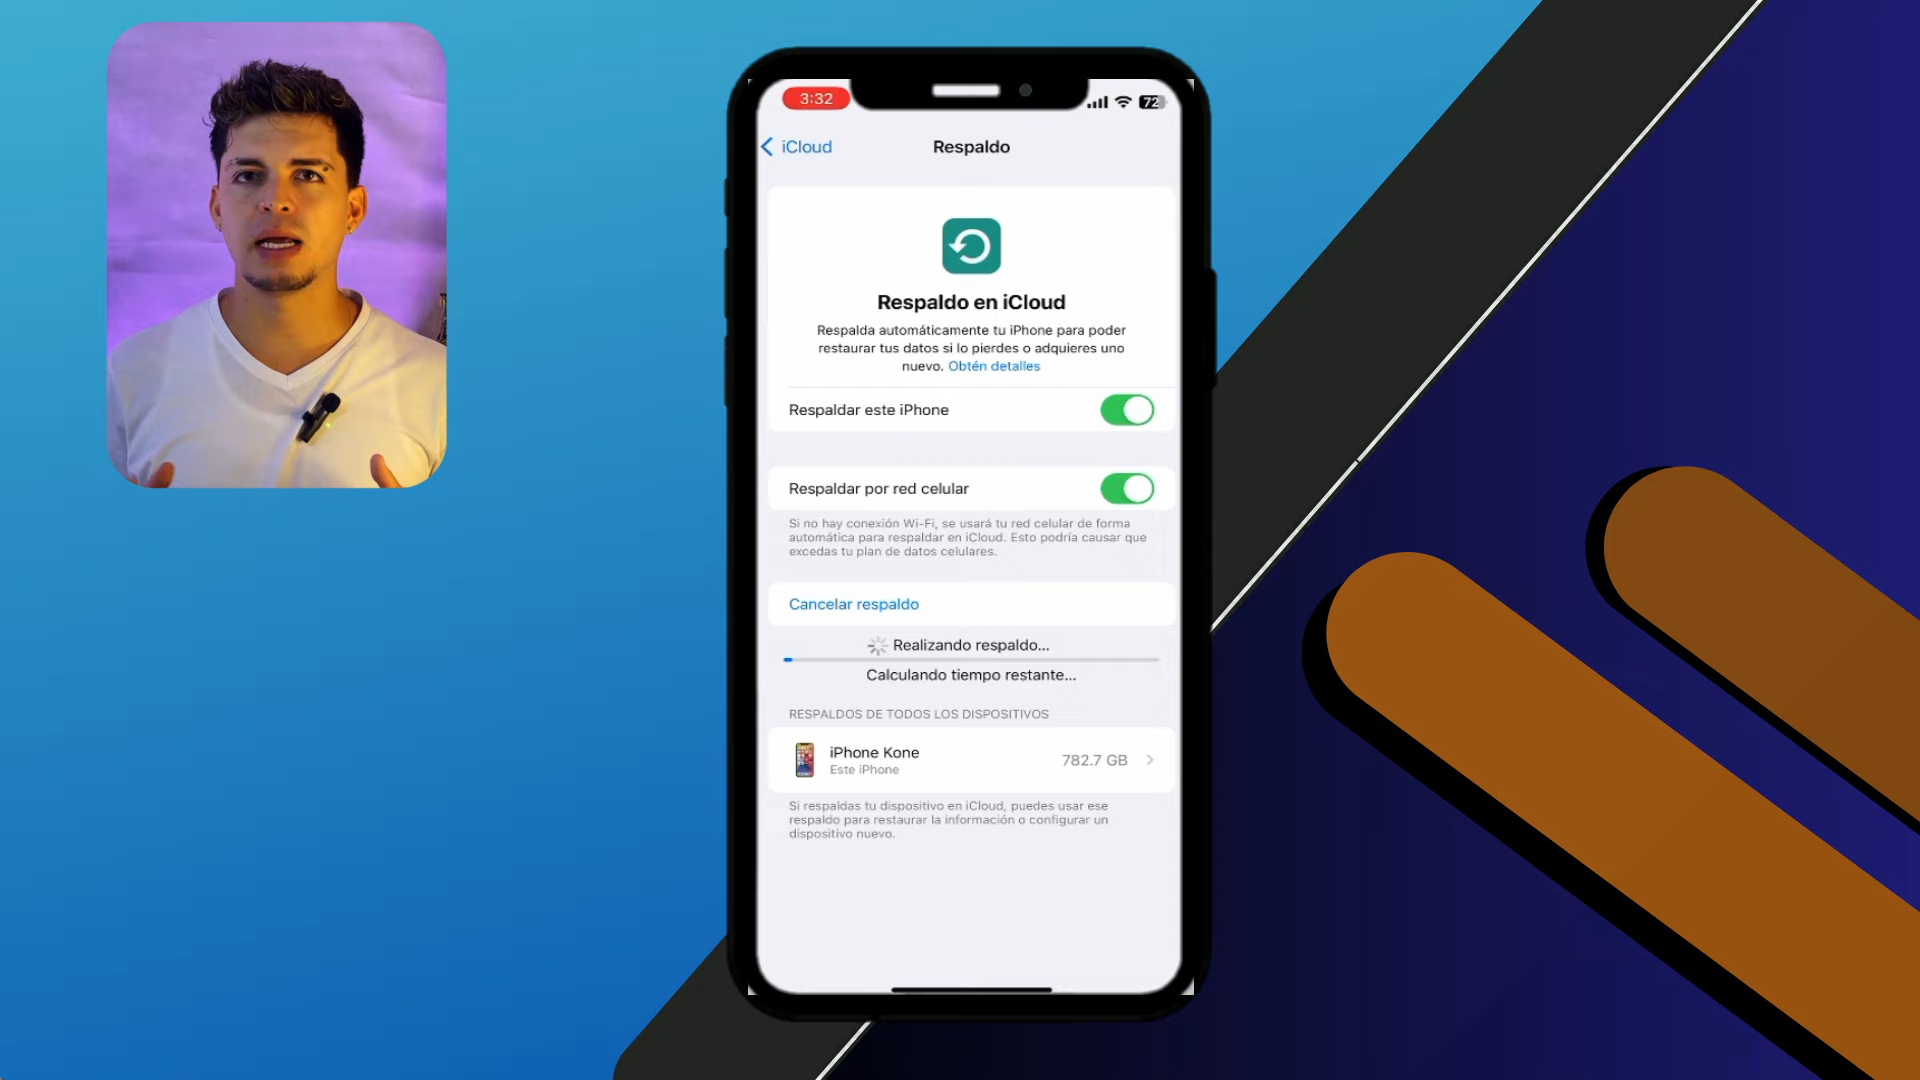 3:32
72
iCloud
Respaldo
Respaldo en iCloud
Respalda automáticamente tu iPhone para poder
restaurar tus datos si lo pierdes o adquieres uno
nuevo. Obtén detalles
Respaldar este iPhone
Respaldar por red celular
Si no hay conexión Wi-Fi, se usará tu red celular de forma
automática para respaldar en iCloud. Esto podría causar que
excedas tu plan de datos celulares.
Cancelar respaldo
Realizando respaldo...
Calculando tiempo restante...
RESPALDOS DE TODOS LOS DISPOSITIVOS
iPhone Kone
Este iPhone
782.7 GB
Si respaldas tu dispositivo en iCloud, puedes usar ese
respaldo para restaurar la información o configurar un
dispositivo nuevo.